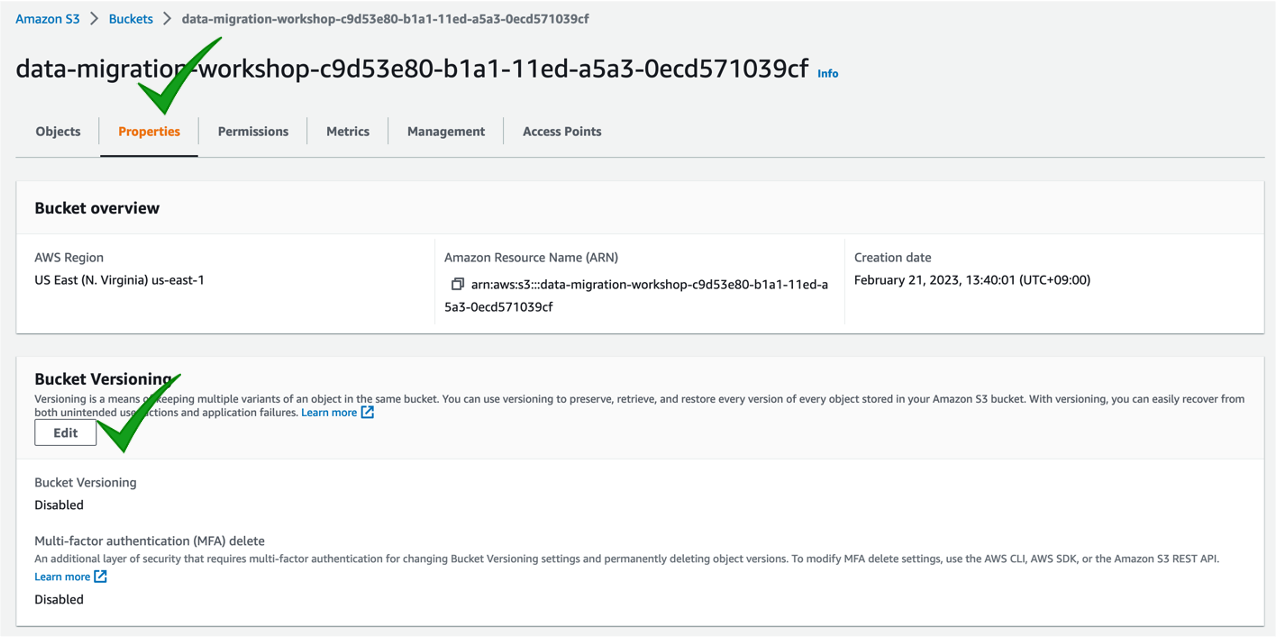 Amazon S3 > Buckets > data-migration-workshop-c9d53e80-b1a1-11ed-a5a3-0ecd571039cf
data-migration-workshop-c9d53e80-b1a1-11ed-a5a3-0ecd571039cf Info
Objects Properties Permissions Metrics Management Access Points
Bucket overview
AWS Region Amazon Resource Name (ARN) Creation date
US East (N. Virginia) us-east-1 arn:aws:s3:::data-migration-workshop-c9d53e80-b1a1-11ed-a February 21, 2023, 13:40:01 (UTC+09:00)
5a3-0ecd571039cf
Bucket Versioning
Versioning is a means of keeping multiple variants of an object in the same bucket. You can use versioning to preserve, retrieve, and restore every version of every object stored in your Amazon S3 bucket. With versioning, you can easily recover from
both unintended user actions and application failures. Learn more
Edit
Bucket Versioning
Disabled
Multi-factor authentication (MFA) delete
An additional layer of security that requires multi-factor authentication for changing Bucket Versioning settings and permanently deleting object versions. To modify MFA delete settings, use the AWS CLI, AWS SDK, or the Amazon S3 REST API.
Learn more
Disabled